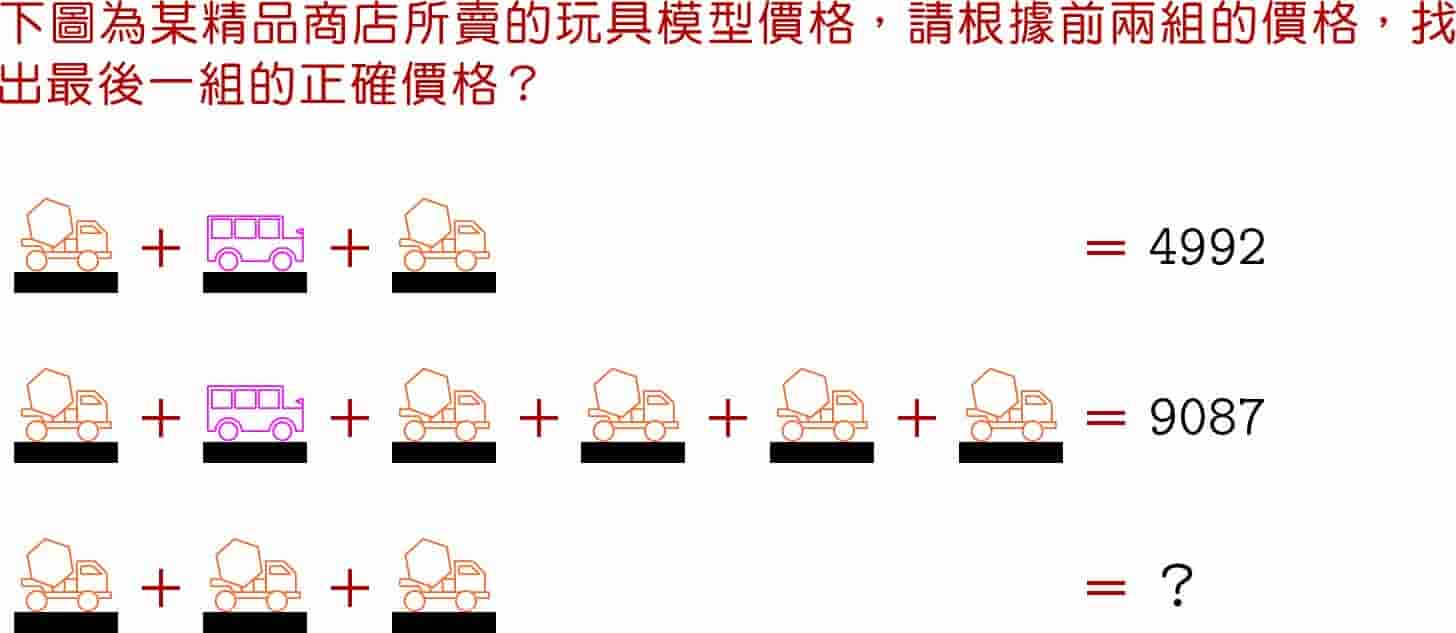 下圖為某精品商店所賣的玩具模型價格，請根據前兩組的價格，找
出最後一組的正確價格？
+ + = 4992
+ + + + + = 9087
+ + = ?